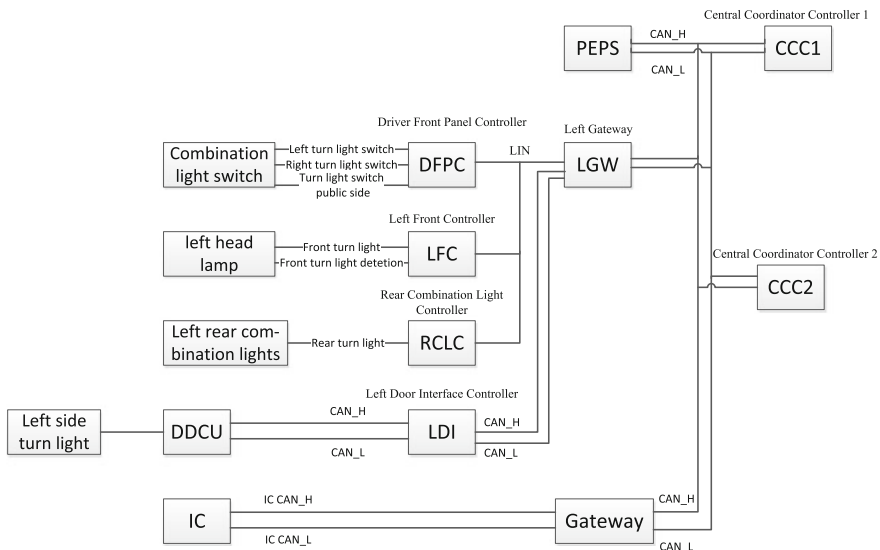 Central Coordinator Controller 1
PEPS
CAN_H
CAN_L
CCC1
Driver Front Panel Controller
Left Gateway
Combination
light switch
Left turn light switch
Right turn light switch
Turn light switch
public side
DFPC
LIN
LGW
Left Front Controller
left head
lamp
Front turn light
Front turn light detetion
LFC
Central Coordinator Controller 2
CCC2
Rear Combination Light
Controller
Left rear com-
bination lights
Rear turn light
RCLC
Left Door Interface Controller
Left side
turn light
DDCU
CAN_H
CAN_L
LDI
CAN_H
CAN_L
IC
IC CAN_H
IC CAN_L
Gateway
CAN_H
CAN_L